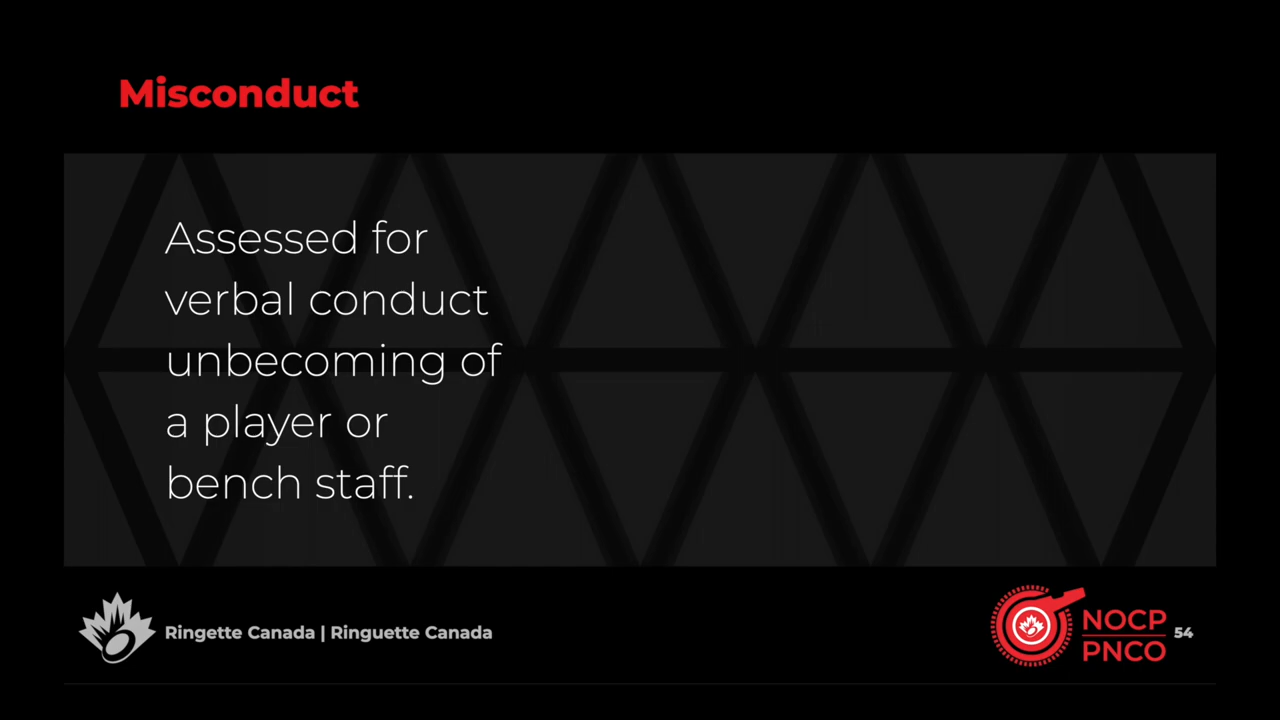 Misconduct
Assessed for
verbal conduct
unbecoming of
a player or
bench staff.
Ringette Canada | Ringuette Canada
NOCP
PNCO
54